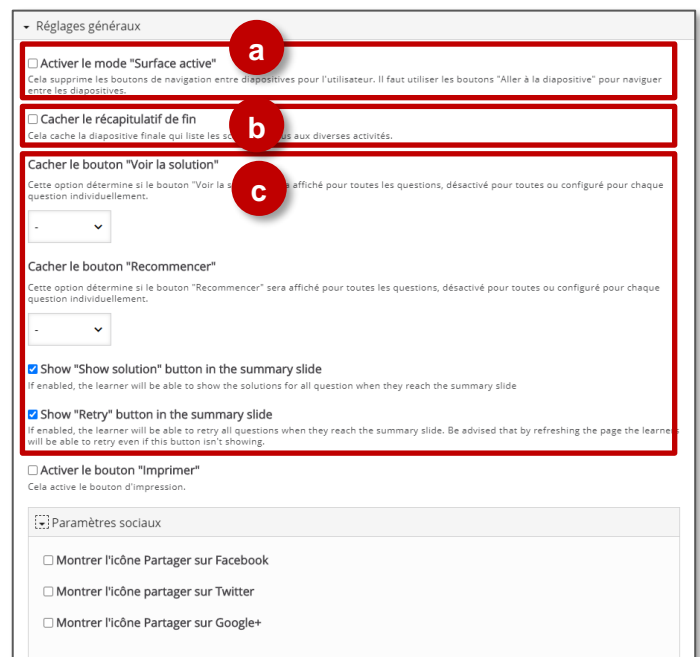 Réglages généraux
a
Activer le mode "Surface active"
Cela supprime les boutons de navigation entre diapositives pour l'utilisateur. Il faut utiliser les boutons "Aller à la diapositive" pour naviguer
entre les diapositives.
Cacher le récapitulatif de fin
b
Cela cache la diapositive finale qui liste les aux diverses activités.
Cacher le bouton "Voir la solution"
c
Cette option détermine si le bouton "Voir la affiché pour toutes les questions, désactivé pour toutes ou configuré pour chaque
question individuellement.
-
Cacher le bouton "Recommencer"
Cette option détermine si le bouton "Recommencer" sera affiché pour toutes les questions, désactivé pour toutes ou configuré pour chaque
question individuellement.
-
Show "Show solution" button in the summary slide
If enabled, the learner will be able to show the solutions for all question when they reach the summary slide
Show "Retry" button in the summary slide
If enabled, the learner will be able to retry all questions when they reach the summary slide. Be advised that by refreshing the page the learners
will be able to retry even if this button isn't showing.
Activer le bouton "Imprimer"
Cela active le bouton d'impression.
Paramètres sociaux
Montrer l'icône Partager sur Facebook
Montrer l'icône partager sur Twitter
Montrer l'icône Partager sur Google+